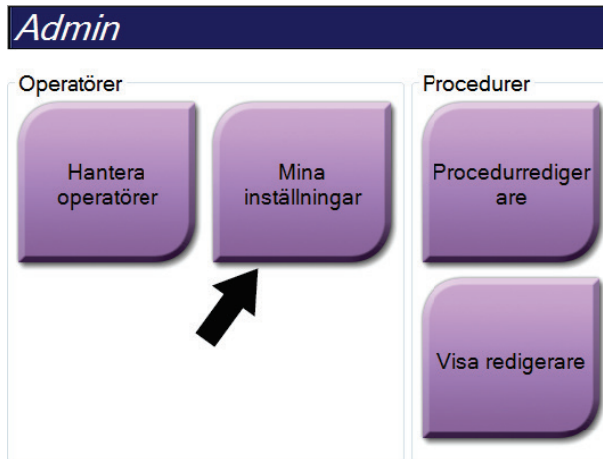 Admin
Operatörer
Hantera
operatörer
Mina
inställningar
Procedurer
Procedurrediger
are
Visa redigerare